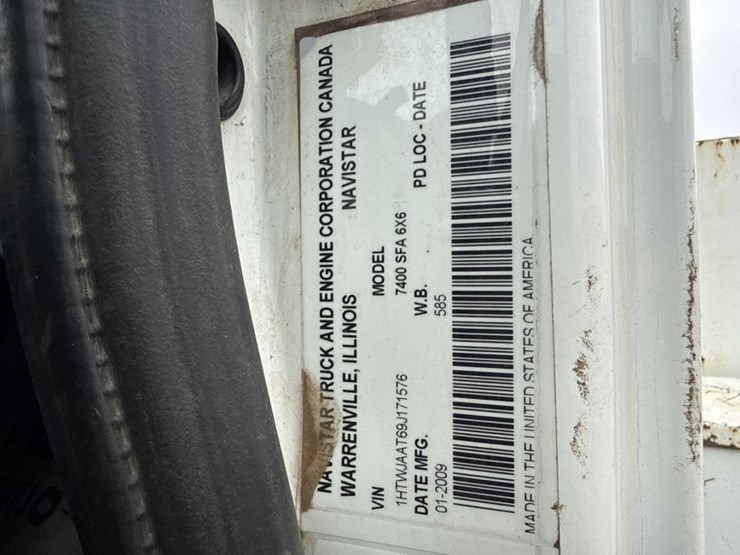 NAVISTAR TRUCK AND ENGINE CORPORATION CANADA
WARRENVILLE, ILLINOIS NAVISTAR
VIN MODEL
1HTWJAAT69J171576 7400 SFA 6X6
DATE MFG. W.B. PD LOC - DATE
01-2009 585
MADE IN THE UNITED STATES OF AMERICA